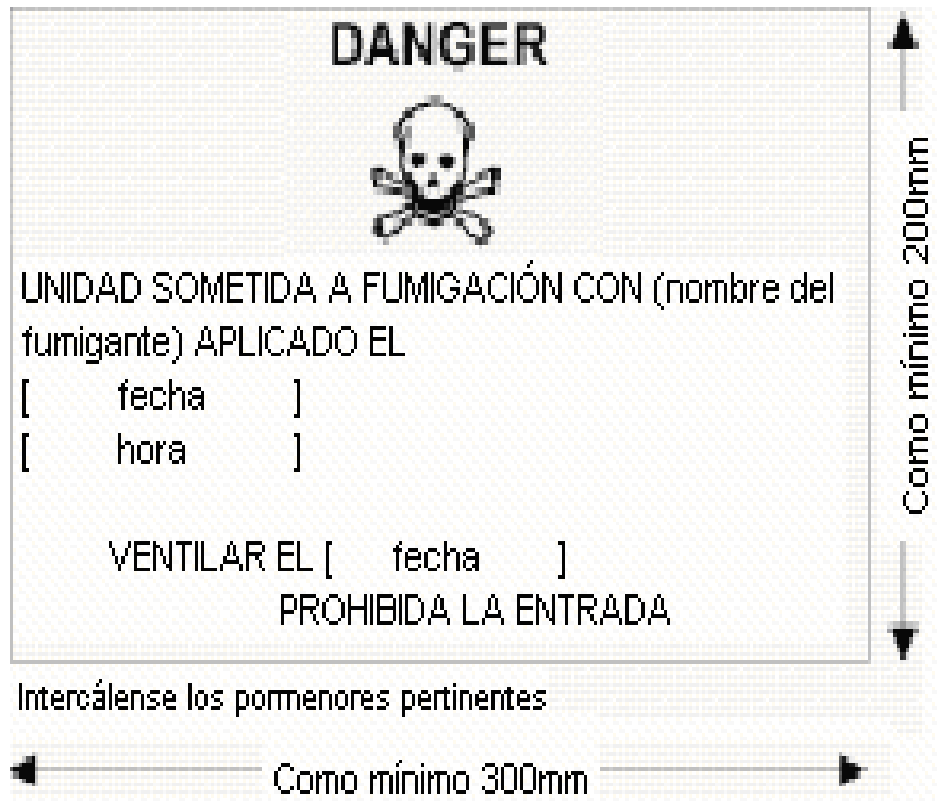 DANGER
UNIDAD SOMETIDA A FUMIGACIÓN CON (nombre del
fumigante) APLICADO EL
[ fecha ]
[ hora ]
VENTILAR EL [ fecha ]
PROHIBIDA LA ENTRADA
Como mínimo 200mm
Intercálense los pormenores pertinentes
Como mínimo 300mm